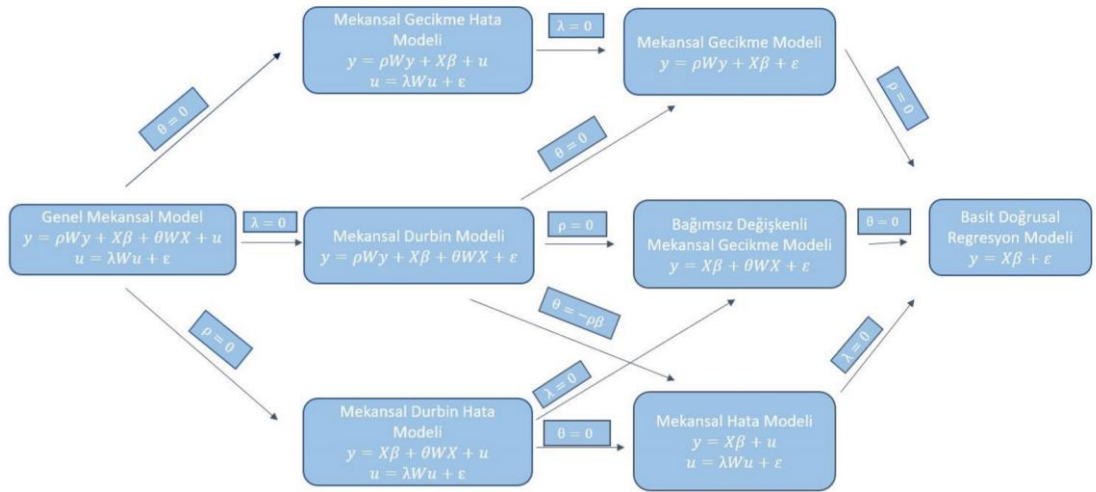 Mekansal Gecikme Hata
Modeli
y = ρWy + Xβ + u
u = λWu + ε
λ = 0
Mekansal Gecikme Modeli
y = ρWy + Xβ + ε
θ = 0
θ = 0
ρ = 0
Genel Mekansal Model
y = ρWy + Xβ + θWX + u
u = λWu + ε
λ = 0
Mekansal Durbin Modeli
y = ρWy + Xβ + θWX + ε
ρ = 0
Bağımsız Değişkenli
Mekansal Gecikme Modeli
y = Xβ + θWX + ε
θ = 0
Basit Doğrusal
Regresyon Modeli
y = Xβ + ε
ρ = 0
θ = −ρβ
λ = 0
λ = 0
Mekansal Durbin Hata
Modeli
y = Xβ + θWX + u
u = λWu + ε
θ = 0
Mekansal Hata Modeli
y = Xβ + u
u = λWu + ε